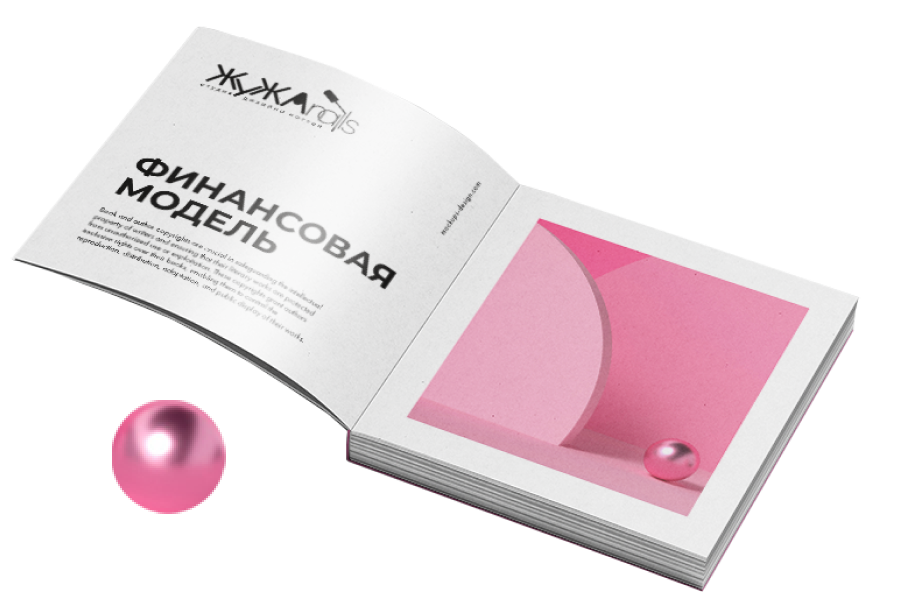 ЖУЖА nails
студия дизайна ногтей
ФИНАНСОВАЯ
МОДЕЛЬ
Book and author copyrights are crucial in safeguarding the intellectual
property of writers and ensuring that their literary works are protected
from unauthorized use or exploitation. These copyrights grant authors
exclusive rights over their books, enabling them to control the
reproduction, distribution, adaptation, and public display of their works.
mockups-design.com